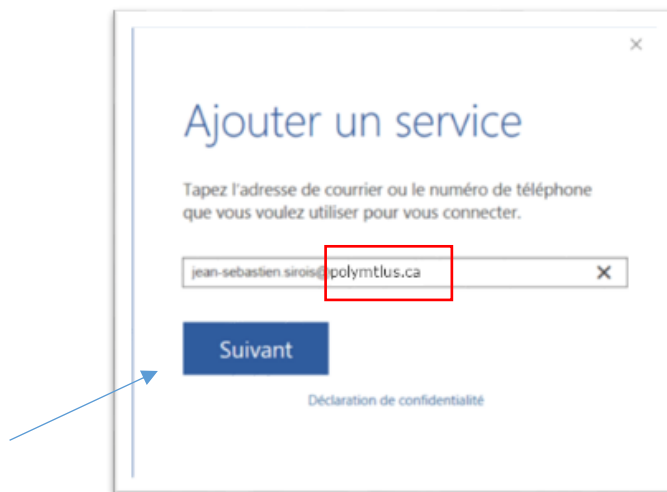 Ajouter un service
Tapez l'adresse de courrier ou le numéro de téléphone
que vous voulez utiliser pour vous connecter.
jean-sebastien.sirois@polymtlus.ca
Suivant
Déclaration de confidentialité